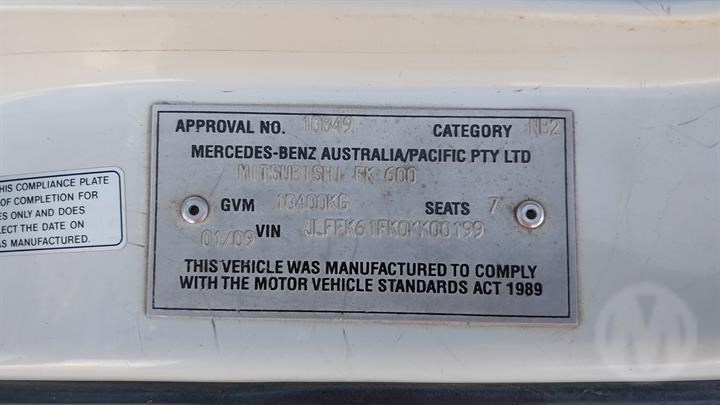 HIS COMPLIANCE PLATE
OF COMPLETION FOR
ES ONLY AND DOES
LECT THE DATE ON
AS MANUFACTURED.
APPROVAL NO. 10849 CATEGORY NB2
MERCEDES-BENZ AUSTRALIA/PACIFIC PTY LTD
MITSUBISHI FK 600
GVM 10400KG SEATS 7
01/09 VIN JLFFK61FK0KK00199
THIS VEHICLE WAS MANUFACTURED TO COMPLY
WITH THE MOTOR VEHICLE STANDARDS ACT 1989